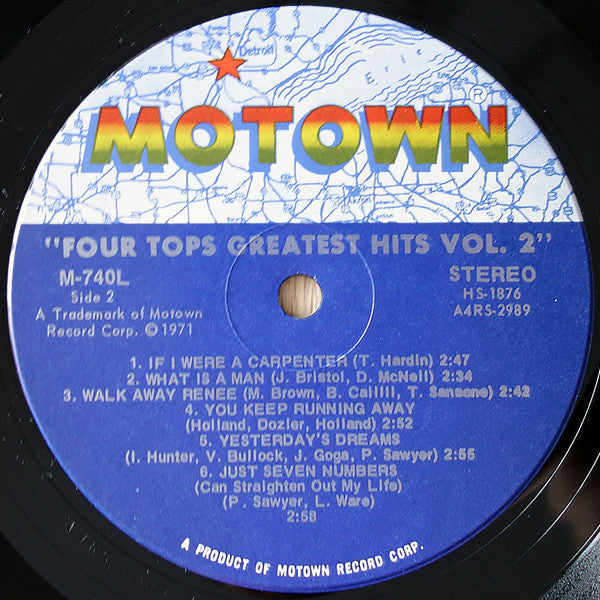 Detroit
Erie
MOTOWN®
"FOUR TOPS GREATEST HITS VOL. 2"
M-740L
Side 2
A Trademark of Motown
Record Corp. ©1971
STEREO
HS-1876
A4RS-2989
1. IF I WERE A CARPENTER (T. Hardin) 2:47
2. WHAT IS A MAN (J. Bristol, D. McNeil) 2:34
3. WALK AWAY RENEE (M. Brown, B. Calilli, T. Sansone) 2:42
4. YOU KEEP RUNNING AWAY
(Holland, Dozier, Holland) 2:52
5. YESTERDAY'S DREAMS
(I. Hunter, V. Bullock, J. Goga, P. Sawyer) 2:55
6. JUST SEVEN NUMBERS
(Can Straighten Out My Life)
(P. Sawyer, L. Ware)
2:58
A PRODUCT OF MOTOWN RECORD CORP.